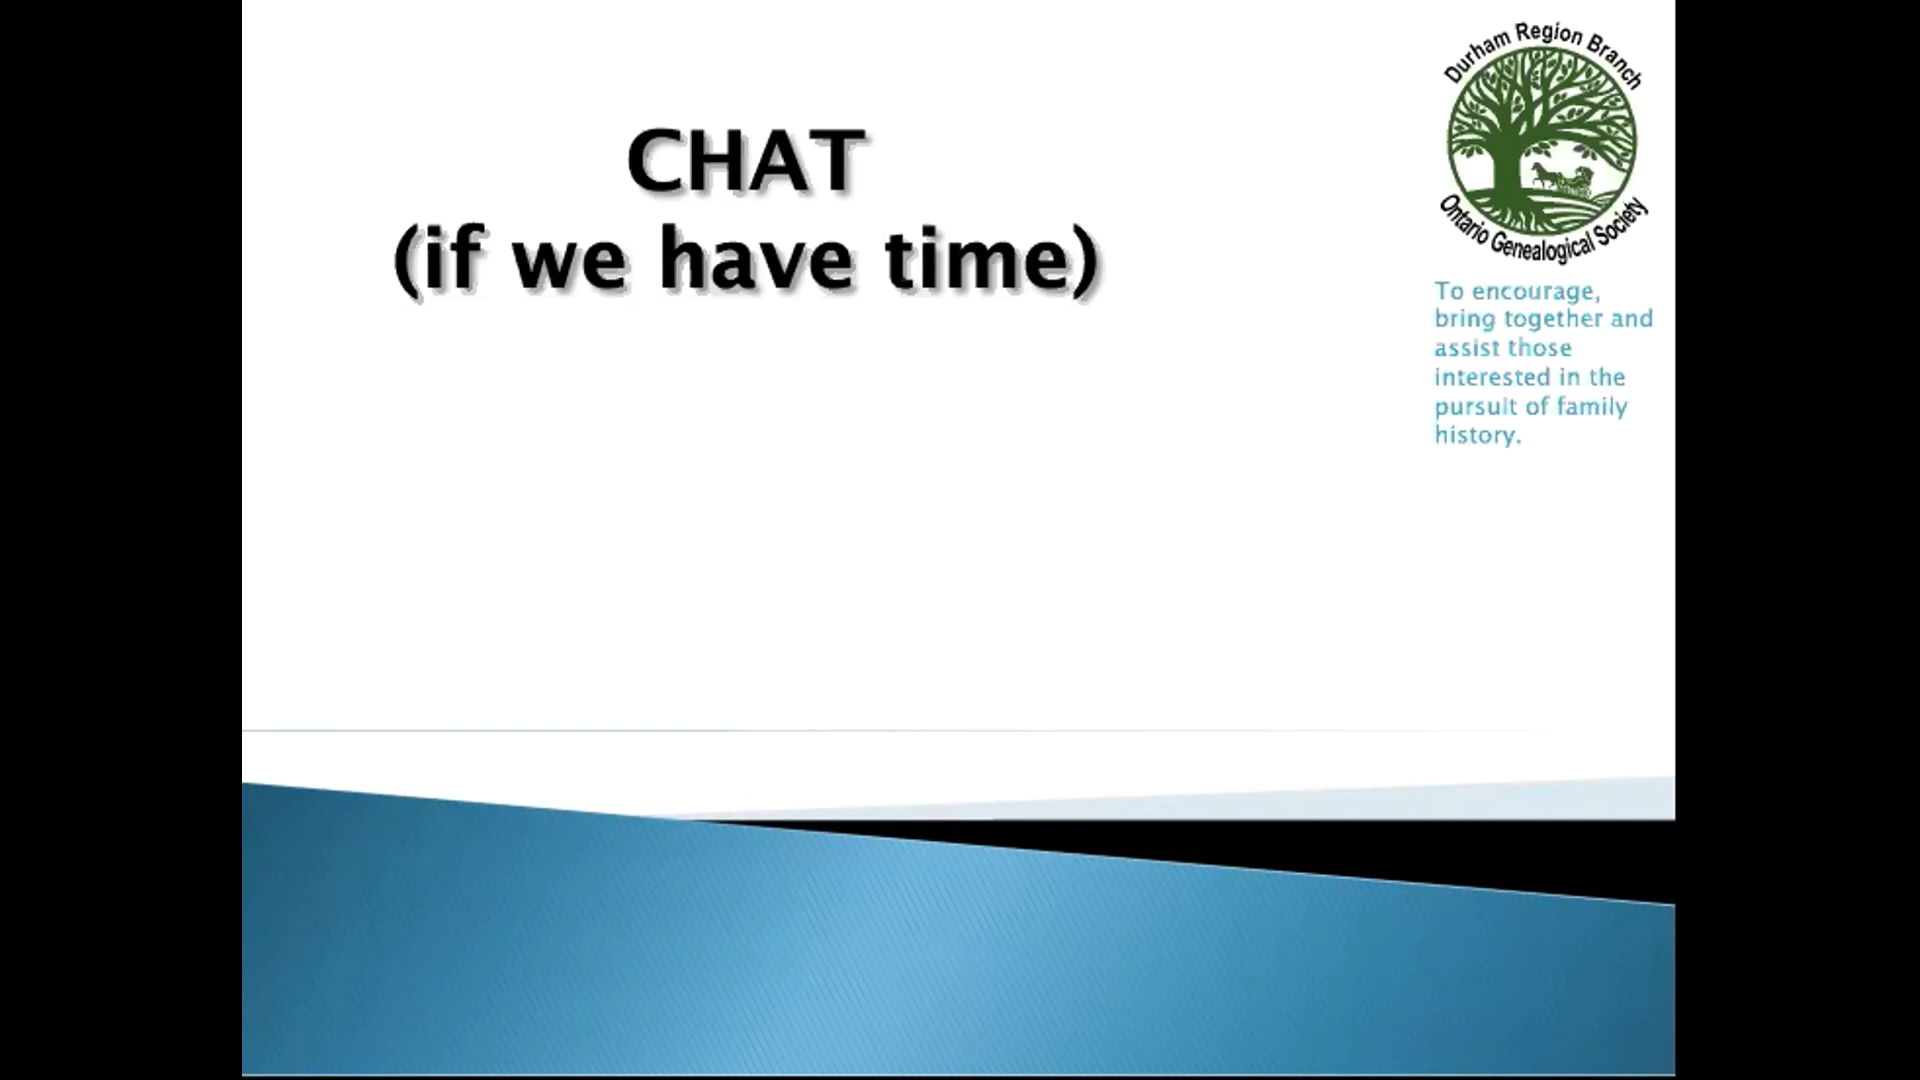 CHAT
(if we have time)
Durham Region Branch
Ontario Genealogical Society
To encourage,
bring together and
assist those
interested in the
pursuit of family
history.